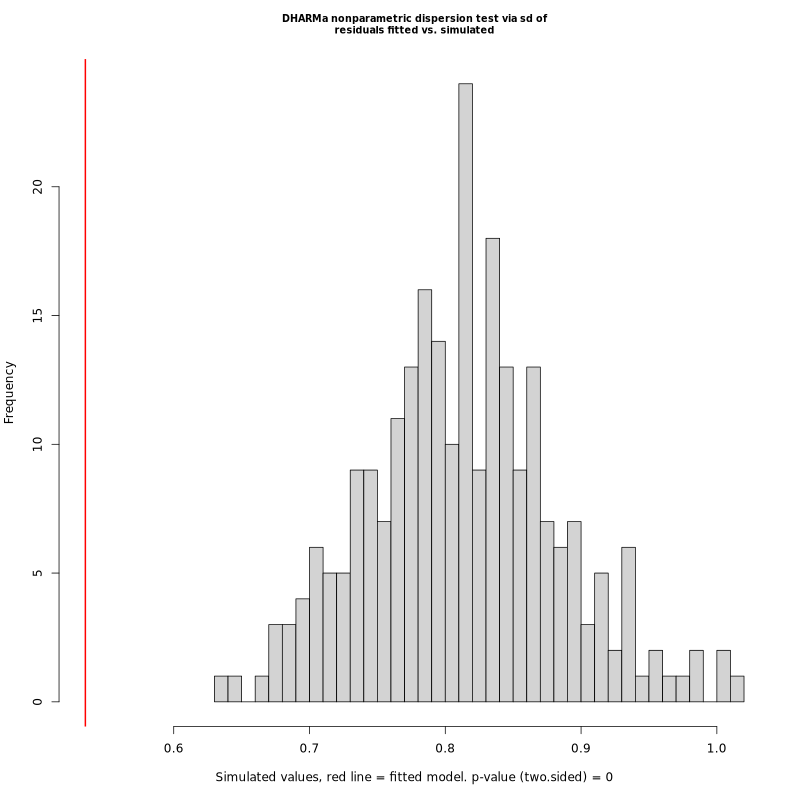 DHARMa nonparametric dispersion test via sd of
residuals fitted vs. simulated
Frequency
20
15
10
5
0
0.6 0.7 0.8 0.9 1.0
Simulated values, red line = fitted model. p-value (two.sided) = 0